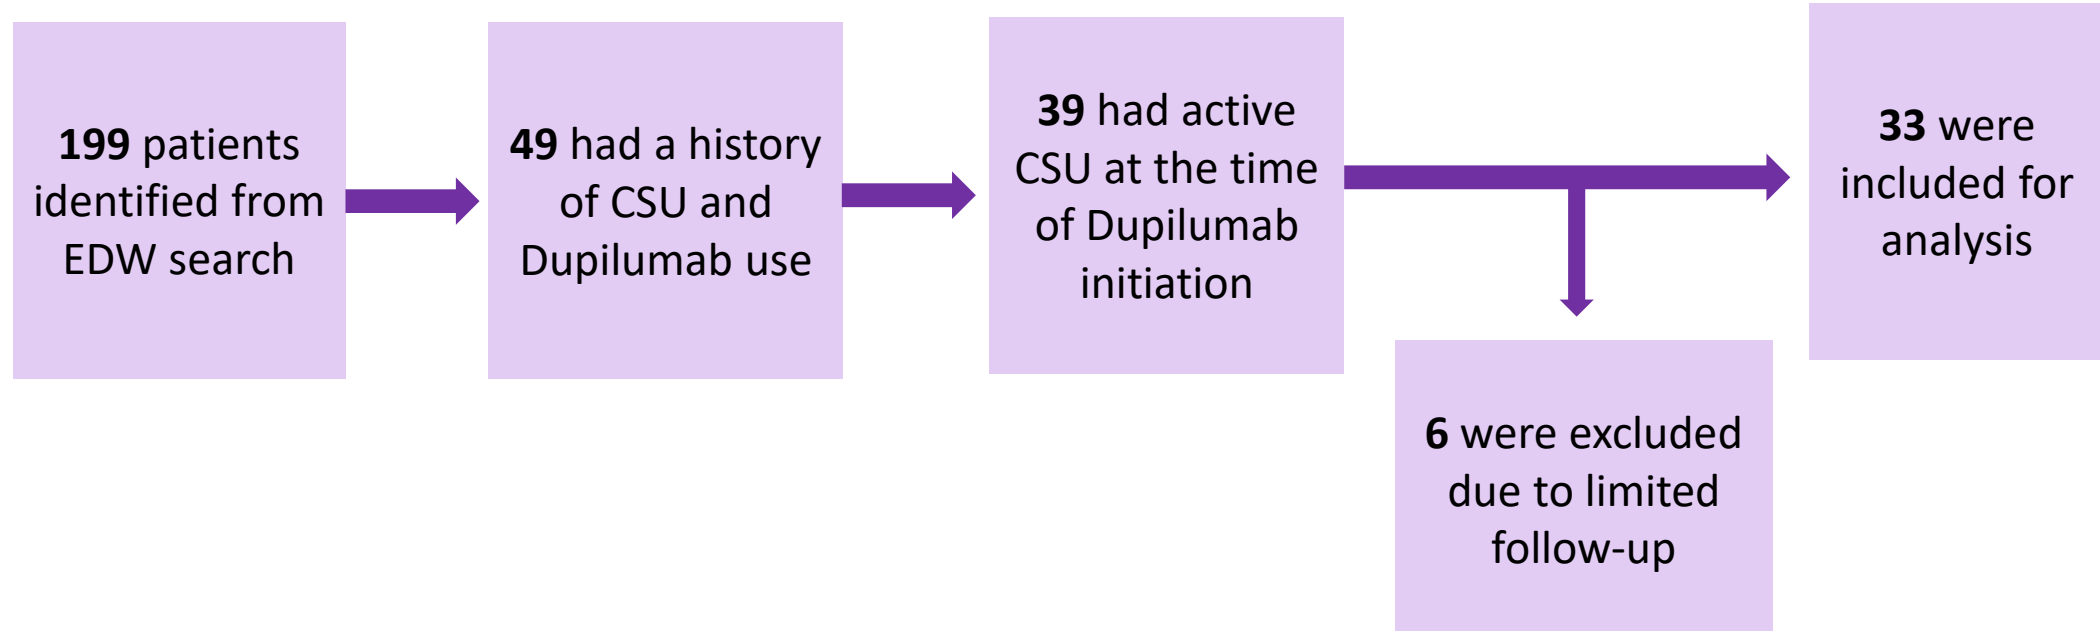 199 patients
identified from
EDW search
49 had a history
of CSU and
Dupilumab use
39 had active
CSU at the time
of Dupilumab
initiation
33 were
included for
analysis
6 were excluded
due to limited
follow-up